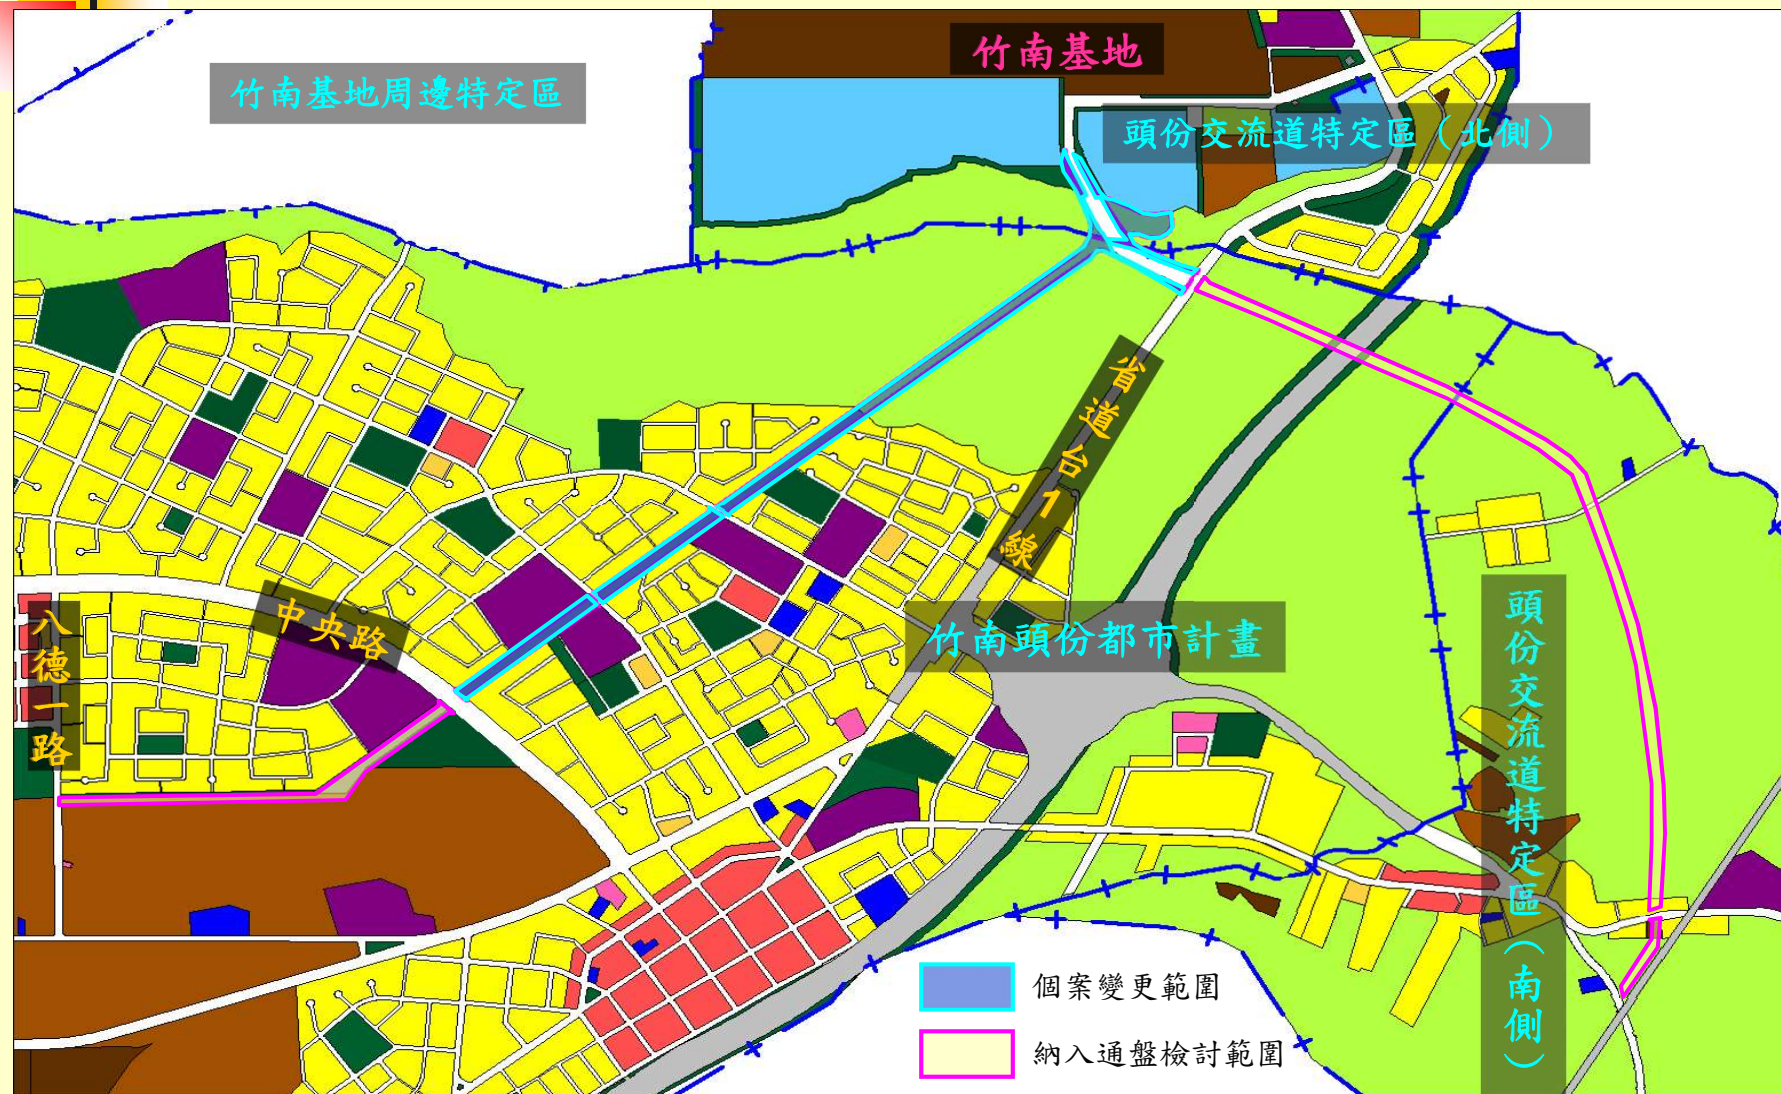 竹南基地
竹南基地周邊特定區
頭份交流道特定區（北側）
省道台1線
中央路
八德一路
竹南頭份都市計畫
頭份交流道特定區（南側）
個案變更範圍
納入通盤檢討範圍